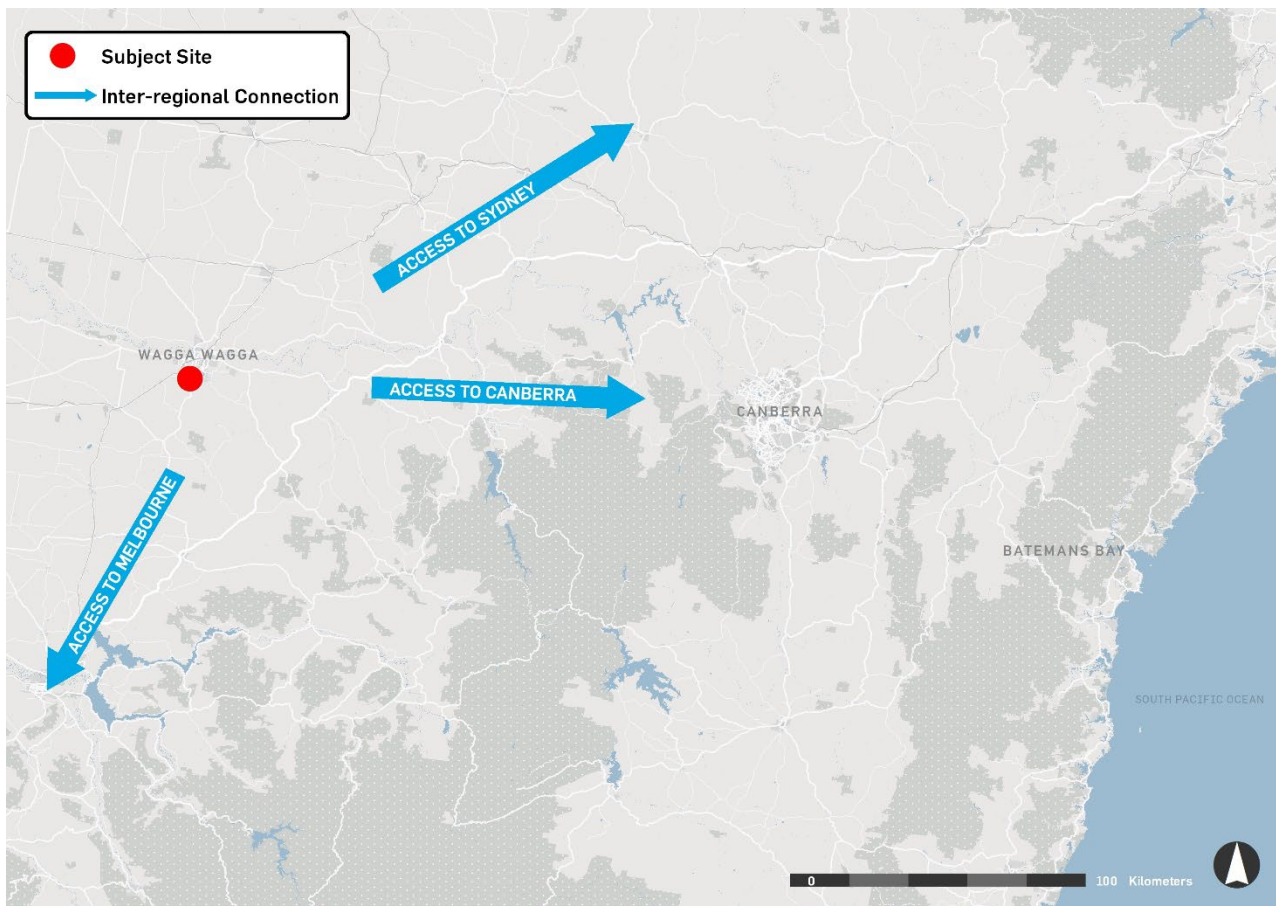 Subject Site
Inter-regional Connection
ACCESS TO SYDNEY
WAGGA WAGGA
ACCESS TO CANBERRA
CANBERRA
ACCESS TO MELBOURNE
BATEMANS BAY
SOUTH PACIFIC OCEAN
0 100 Kilometers